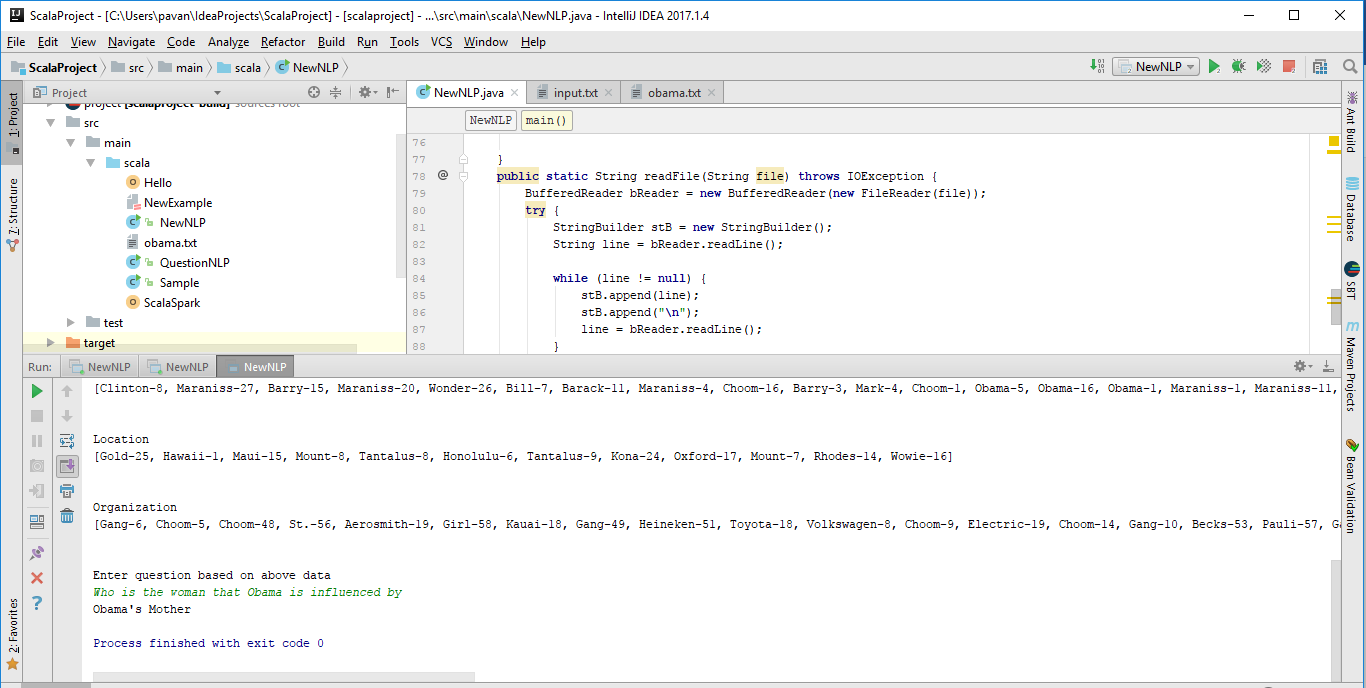 ScalaProject - [C:\Users\pavan\IdeaProjects\ScalaProject] - [scalaproject] - ...\src\main\scala\NewNLP.java - IntelliJ IDEA 2017.1.4
File Edit View Navigate Code Analyze Refactor Build Run Tools VCS Window Help
ScalaProject src main scala NewNLP
NewNLP
Project
NewNLP.java input.txt obama.txt
project [scalaproject-build] sources root
src
main
scala
Hello
NewExample
NewNLP
obama.txt
QuestionNLP
Sample
ScalaSpark
test
target
NewNLP main()
76
77 }
78 public static String readFile(String file) throws IOException {
79 BufferedReader bReader = new BufferedReader(new FileReader(file));
80 try {
81 StringBuilder stB = new StringBuilder();
82 String line = bReader.readLine();
83
84 while (line != null) {
85 stB.append(line);
86 stB.append("\n");
87 line = bReader.readLine();
88 }
1: Project
7: Structure
2: Favorites
Ant Build
Database
SBT
Maven Projects
Bean Validation
Run: NewNLP NewNLP NewNLP
[Clinton-8, Maraniss-27, Barry-15, Maraniss-20, Wonder-26, Bill-7, Barack-11, Maraniss-4, Choom-16, Barry-3, Mark-4, Choom-1, Obama-5, Obama-16, Obama-1, Maraniss-1, Maraniss-11,
Location
[Gold-25, Hawaii-1, Maui-15, Mount-8, Tantalus-8, Honolulu-6, Tantalus-9, Kona-24, Oxford-17, Mount-7, Rhodes-14, Wowie-16]
Organization
[Gang-6, Choom-5, Choom-48, St.-56, Aerosmith-19, Girl-58, Kauai-18, Gang-49, Heineken-51, Toyota-18, Volkswagen-8, Choom-9, Electric-19, Choom-14, Gang-10, Becks-53, Pauli-57,
Enter question based on above data
Who is the woman that Obama is influenced by
Obama's Mother
Process finished with exit code 0